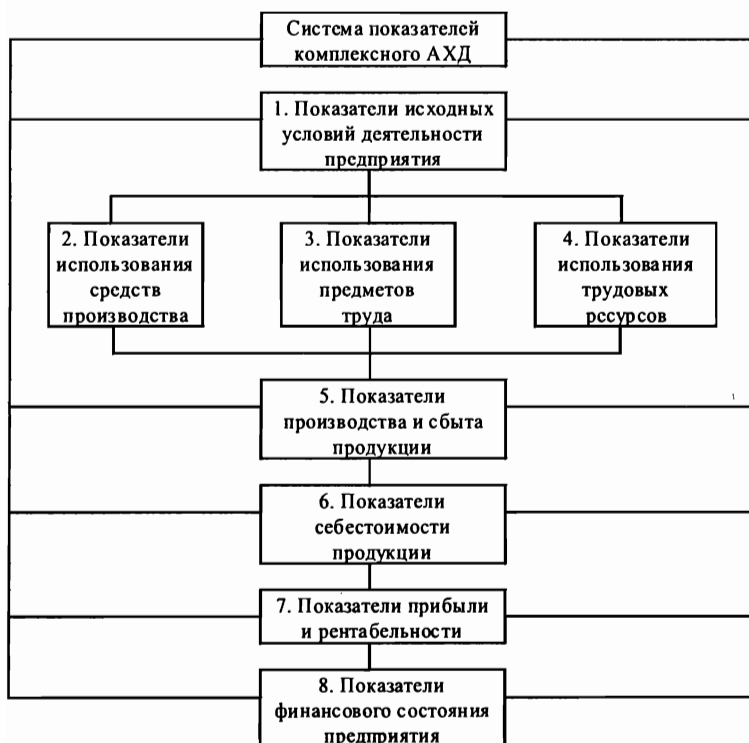 Система показателей
комплексного АХД
1. Показатели исходных
условий деятельности
предприятия
2. Показатели
использования
средств
производства
3. Показатели
использования
предметов
труда
4. Показатели
использования
трудовых
рссурсов
5. Показатели
производства и сбыта
продукции
6. Показатели
себестоимости
продукции
7. Показатели прибыли
и рентабельности
8. Показатели
финансового состояния
предприятия